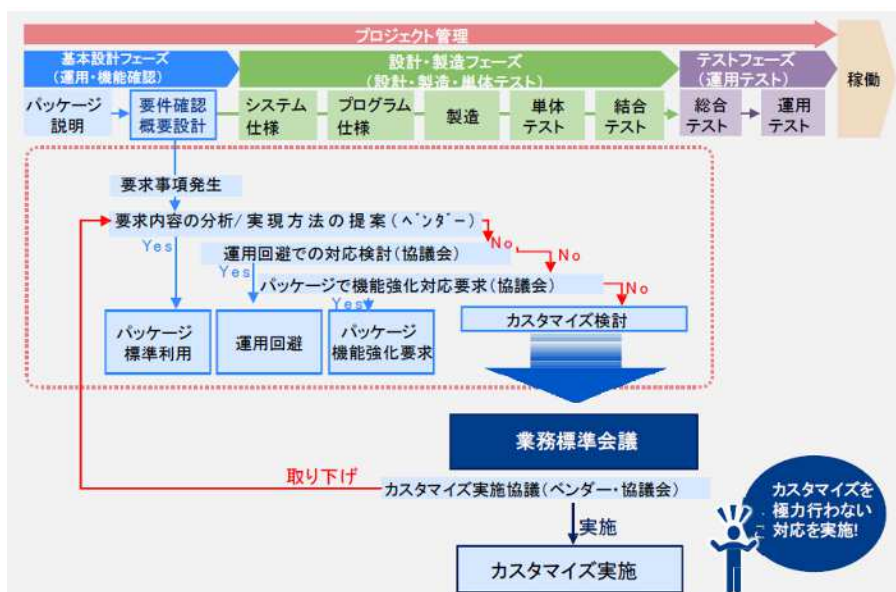 プロジェクト管理
基本設計フェーズ
(運用・機能確認)
設計・製造フェーズ
(設計・製造・単体テスト)
テストフェーズ
(運用テスト)
稼働
パッケージ
説明
要件確認
概要設計
システム
仕様
プログラム
仕様
製造
単体
テスト
結合
テスト
総合
テスト
運用
テスト
要求事項発生
要求内容の分析/実現方法の提案(ベンダー)
Yes
No
運用回避での対応検討(協議会)
Yes
No
パッケージで機能強化対応要求(協議会)
Yes
No
パッケージ
標準利用
運用回避
パッケージ
機能強化要求
カスタマイズ検討
業務標準会議
取り下げ
カスタマイズ実施協議(ベンダー・協議会)
実施
カスタマイズ実施
カスタマイズを
極力行わない
対応を実施!